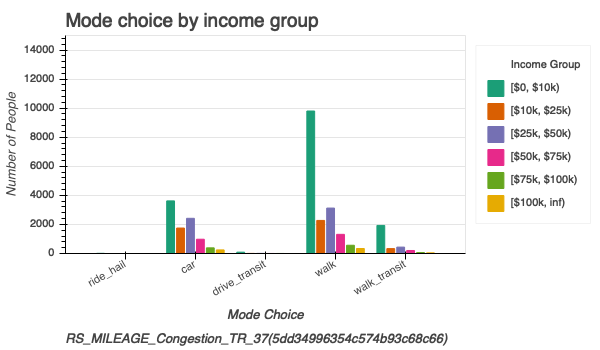 Mode choice by income group
Number of People
14000
12000
10000
8000
6000
4000
2000
0
ride_hail
car
drive_transit
walk
walk_transit
Mode Choice
RS_MILEAGE_Congestion_TR_37(5dd34996354c574b93c68c66)
Income Group
[$0, $10k)
[$10k, $25k)
[$25k, $50k)
[$50k, $75k)
[$75k, $100k)
[$100k, inf)